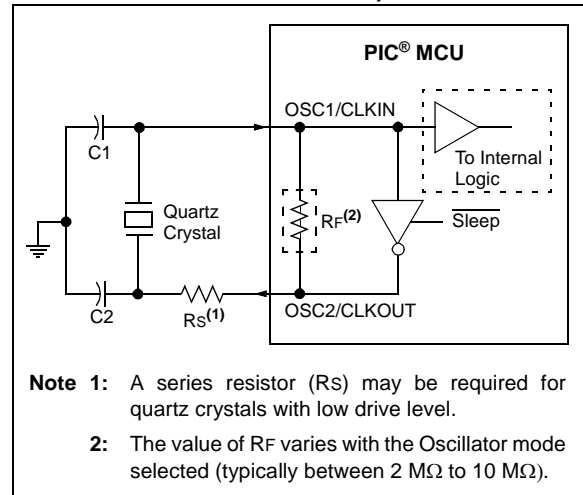 PIC® MCU
OSC1/CLKIN
C1
To Internal
Logic
Quartz
Crystal
RF(2)
Sleep
C2
RS(1)
OSC2/CLKOUT
Note 1: A series resistor (RS) may be required for
quartz crystals with low drive level.
2: The value of RF varies with the Oscillator mode
selected (typically between 2 MΩ to 10 MΩ).